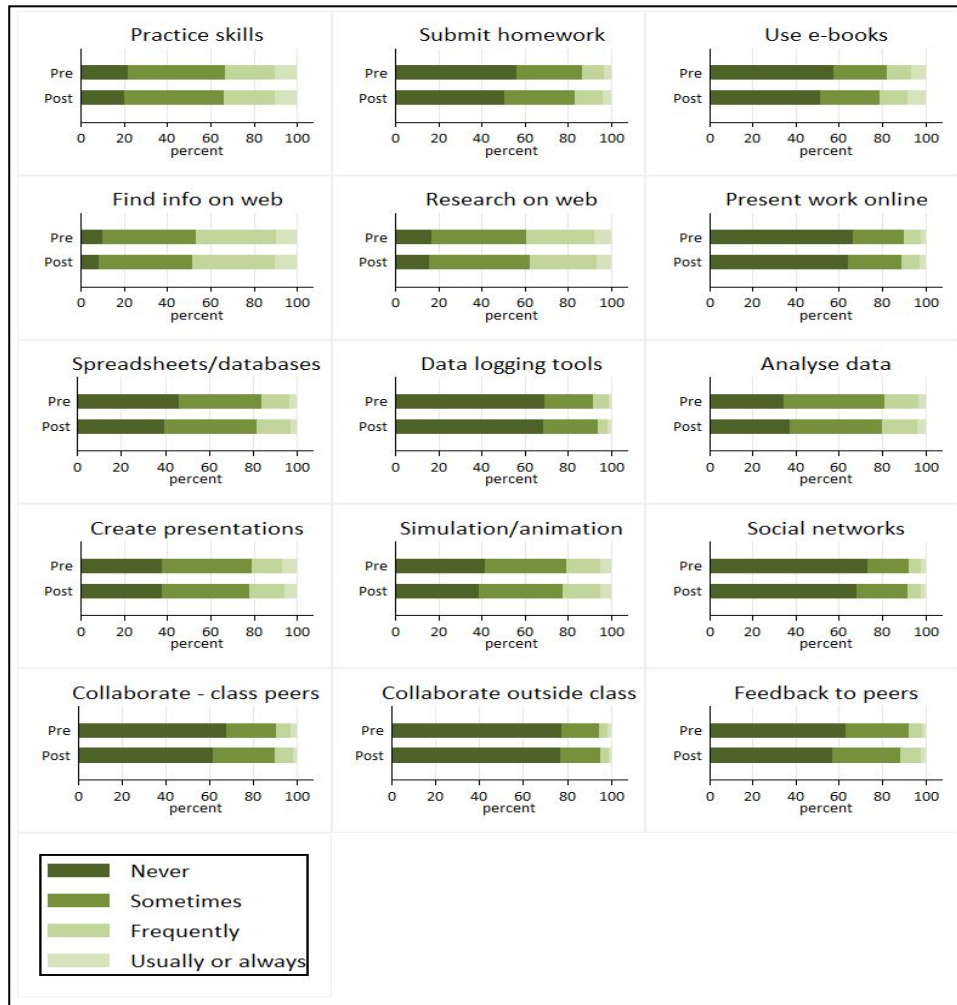 Practice skills
Pre
Post
0 20 40 60 80 100
percent
Submit homework
Pre
Post
0 20 40 60 80 100
percent
Use e-books
Pre
Post
0 20 40 60 80 100
percent
Find info on web
Pre
Post
0 20 40 60 80 100
percent
Research on web
Pre
Post
0 20 40 60 80 100
percent
Present work online
Pre
Post
0 20 40 60 80 100
percent
Spreadsheets/databases
Pre
Post
0 20 40 60 80 100
percent
Data logging tools
Pre
Post
0 20 40 60 80 100
percent
Analyse data
Pre
Post
0 20 40 60 80 100
percent
Create presentations
Pre
Post
0 20 40 60 80 100
percent
Simulation/animation
Pre
Post
0 20 40 60 80 100
percent
Social networks
Pre
Post
0 20 40 60 80 100
percent
Collaborate - class peers
Pre
Post
0 20 40 60 80 100
percent
Collaborate outside class
Pre
Post
0 20 40 60 80 100
percent
Feedback to peers
Pre
Post
0 20 40 60 80 100
percent
Never
Sometimes
Frequently
Usually or always